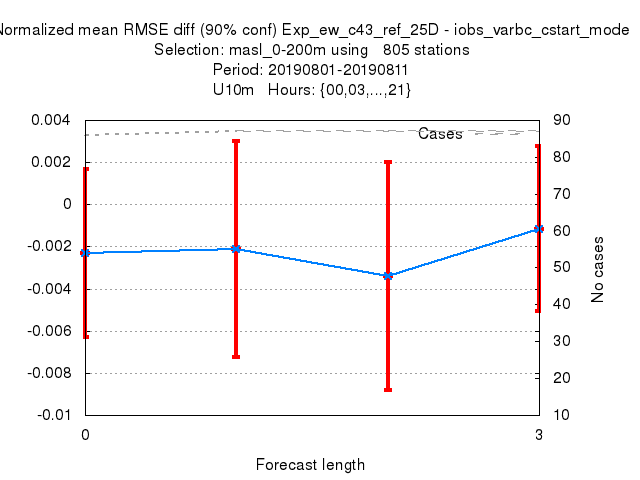 Normalized mean RMSE diff (90% conf) Exp_ew_c43_ref_25D - iobs_varbc_cstart_mode
Selection: masl_0-200m using 805 stations
Period: 20190801-20190811
U10m Hours: {00,03,...,21}
Cases
0.004
0.002
0
-0.002
-0.004
-0.006
-0.008
-0.01
90
80
70
60
50
40
30
20
10
No cases
0
3
Forecast length